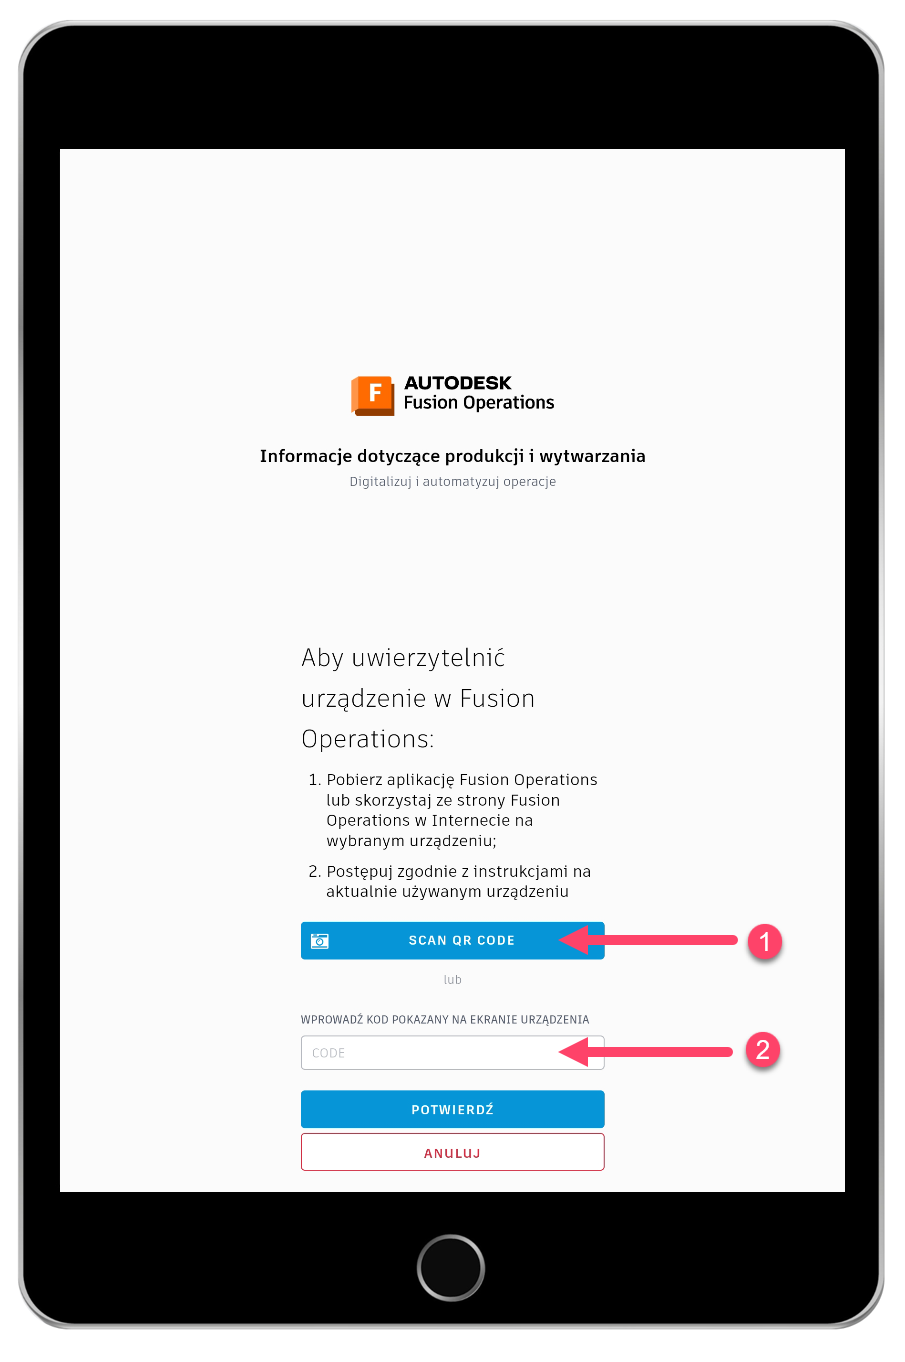 F
AUTODESK
Fusion Operations
Informacje dotyczące produkcji i wytwarzania
Digitalizuj i automatyzuj operacje
Aby uwierzytelnić
urządzenie w Fusion
Operations:
1. Pobierz aplikację Fusion Operations
lub skorzystaj ze strony Fusion
Operations w Internecie na
wybranym urządzeniu;
2. Postępuj zgodnie z instrukcjami na
aktualnie używanym urządzeniu
SCAN QR CODE
1
lub
WPROWADŹ KOD POKAZANY NA EKRANIE URZĄDZENIA
CODE
2
POTWIERDŹ
ANULUJ